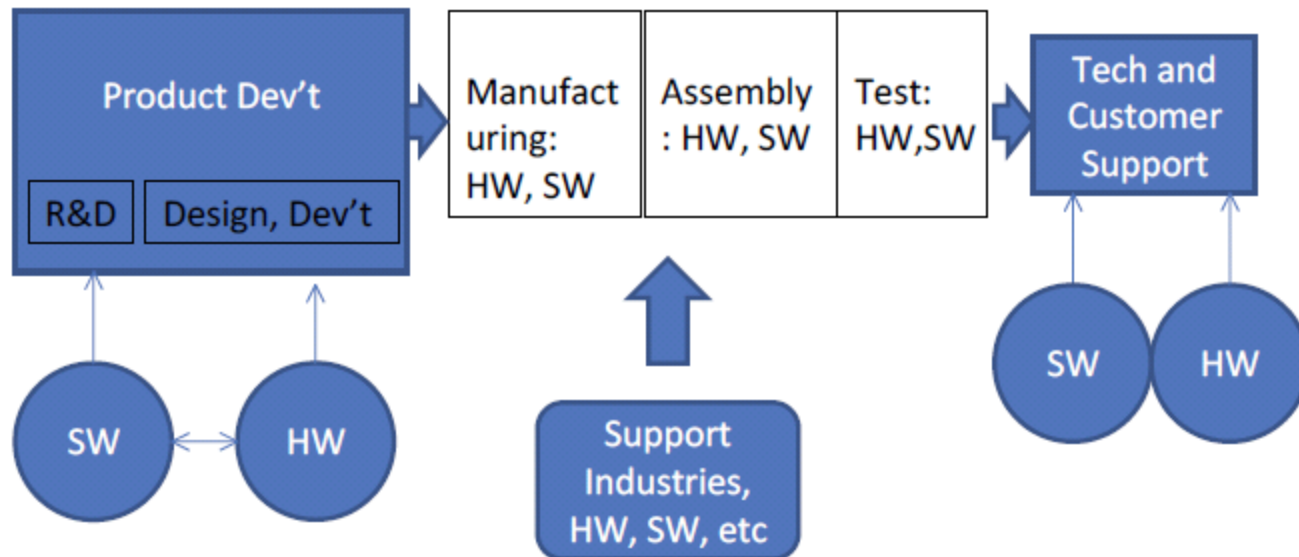 Product Dev't
R&D
Design, Dev't
Manufact
uring:
HW, SW
Assembly
: HW, SW
Test:
HW,SW
Tech and
Customer
Support
SW
HW
Support
Industries,
HW, SW, etc
SW
HW